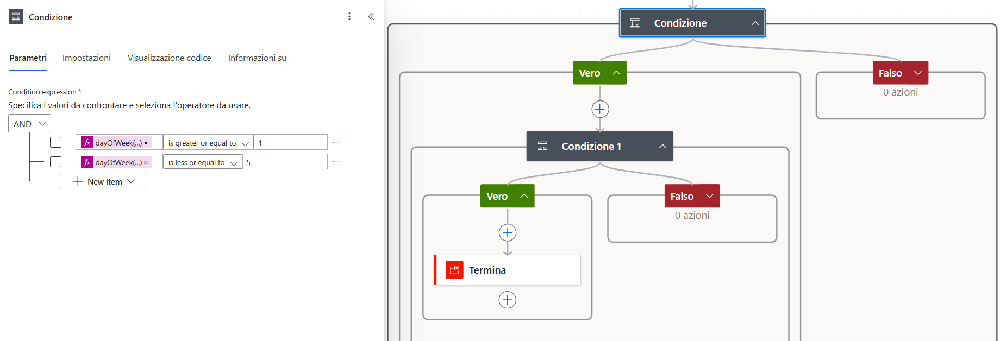 Condizione
Parametri
Impostazioni
Visualizzazione codice
Informazioni su
Condition expression *
Specifica i valori da confrontare e seleziona l'operatore da usare.
AND
fx dayOfWeek(...) × is greater or equal to 1 ...
fx dayOfWeek(...) × is less or equal to 5 ...
New item
Condizione
Vero
Falso
0 azioni
Condizione 1
Vero
Falso
0 azioni
Termina